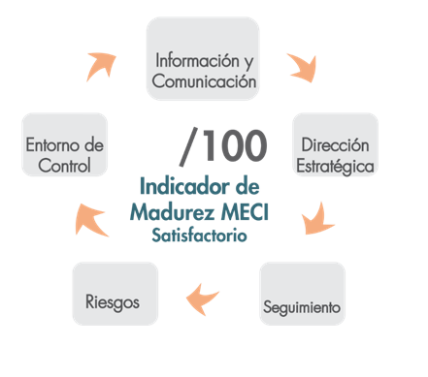 Información y
Comunicación
Entorno de
Control
/100
Indicador de
Madurez MECI
Satisfactorio
Dirección
Estratégica
Riesgos
Seguimiento